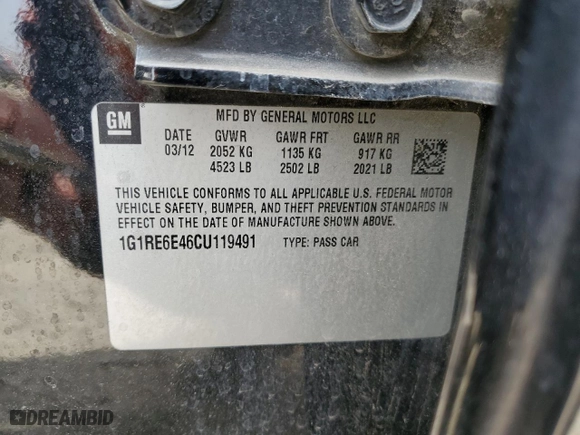 GM
MFD BY GENERAL MOTORS LLC
DATE GVWR GAWR FRT GAWR RR
03/12 2052 KG 1135 KG 917 KG
4523 LB 2502 LB 2021 LB
THIS VEHICLE CONFORMS TO ALL APPLICABLE U.S. FEDERAL MOTOR
VEHICLE SAFETY, BUMPER, AND THEFT PREVENTION STANDARDS IN
EFFECT ON THE DATE OF MANUFACTURE SHOWN ABOVE.
1G1RE6E46CU119491 TYPE: PASS CAR
DREAMBID